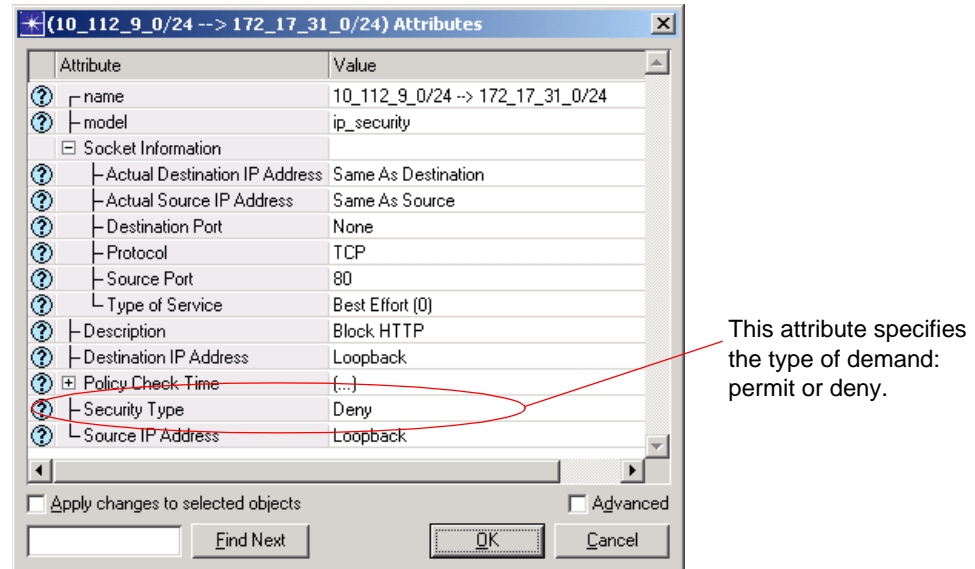 (10_112_9_0/24 --> 172_17_31_0/24) Attributes
Attribute Value
name 10_112_9_0/24 --> 172_17_31_0/24
model ip_security
Socket Information
Actual Destination IP Address Same As Destination
Actual Source IP Address Same As Source
Destination Port None
Protocol TCP
Source Port 80
Type of Service Best Effort (0)
Description Block HTTP
Destination IP Address Loopback
Policy Check Time (...)
Security Type Deny
Source IP Address Loopback
Apply changes to selected objects Advanced
Find Next OK Cancel
This attribute specifies
the type of demand:
permit or deny.